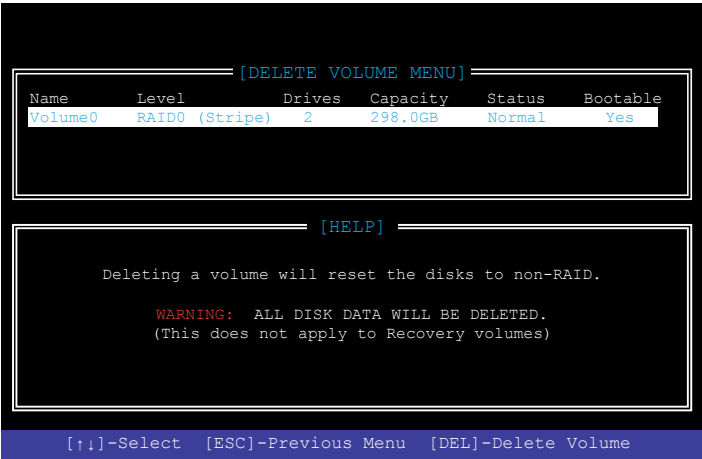 [DELETE VOLUME MENU]
Name Level Drives Capacity Status Bootable
Volume0 RAID0 (Stripe) 2 298.0GB Normal Yes
[HELP]
Deleting a volume will reset the disks to non-RAID.
WARNING: ALL DISK DATA WILL BE DELETED.
(This does not apply to Recovery volumes)
[↑↓]-Select [ESC]-Previous Menu [DEL]-Delete Volume